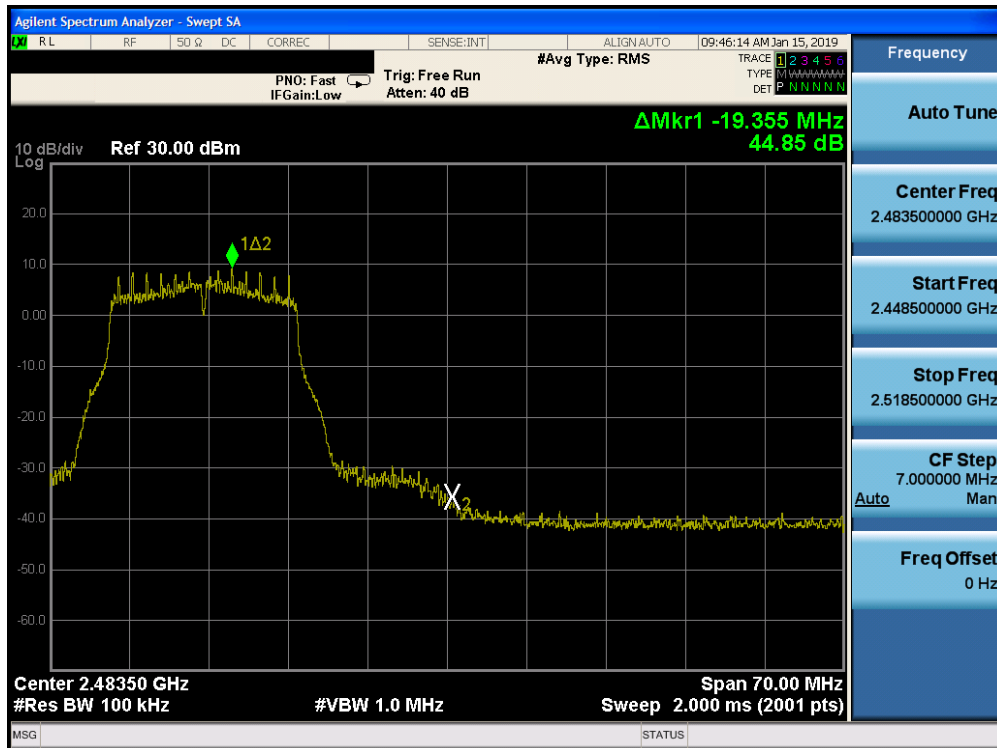 Agilent Spectrum Analyzer - Swept SA
LXI RL RF 50 Ω DC CORREC SENSE:INT ALIGN AUTO 09:46:14 AM Jan 15, 2019
#Avg Type: RMS
TRACE 1 2 3 4 5 6
PNO: Fast
Trig: Free Run
TYPE M
IFGain:Low
Atten: 40 dB
DET P N N N N N
ΔMkr1 -19.355 MHz
44.85 dB
10 dB/div
Log
Ref 30.00 dBm
20.0
10.0
0.00
-10.0
-20.0
-30.0
-40.0
-50.0
-60.0
1Δ2
X2
Center 2.48350 GHz
Span 70.00 MHz
#Res BW 100 kHz
#VBW 1.0 MHz
Sweep 2.000 ms (2001 pts)
MSG
STATUS
Frequency
Auto Tune
Center Freq
2.483500000 GHz
Start Freq
2.448500000 GHz
Stop Freq
2.518500000 GHz
CF Step
7.000000 MHz
Auto Man
Freq Offset
0 Hz